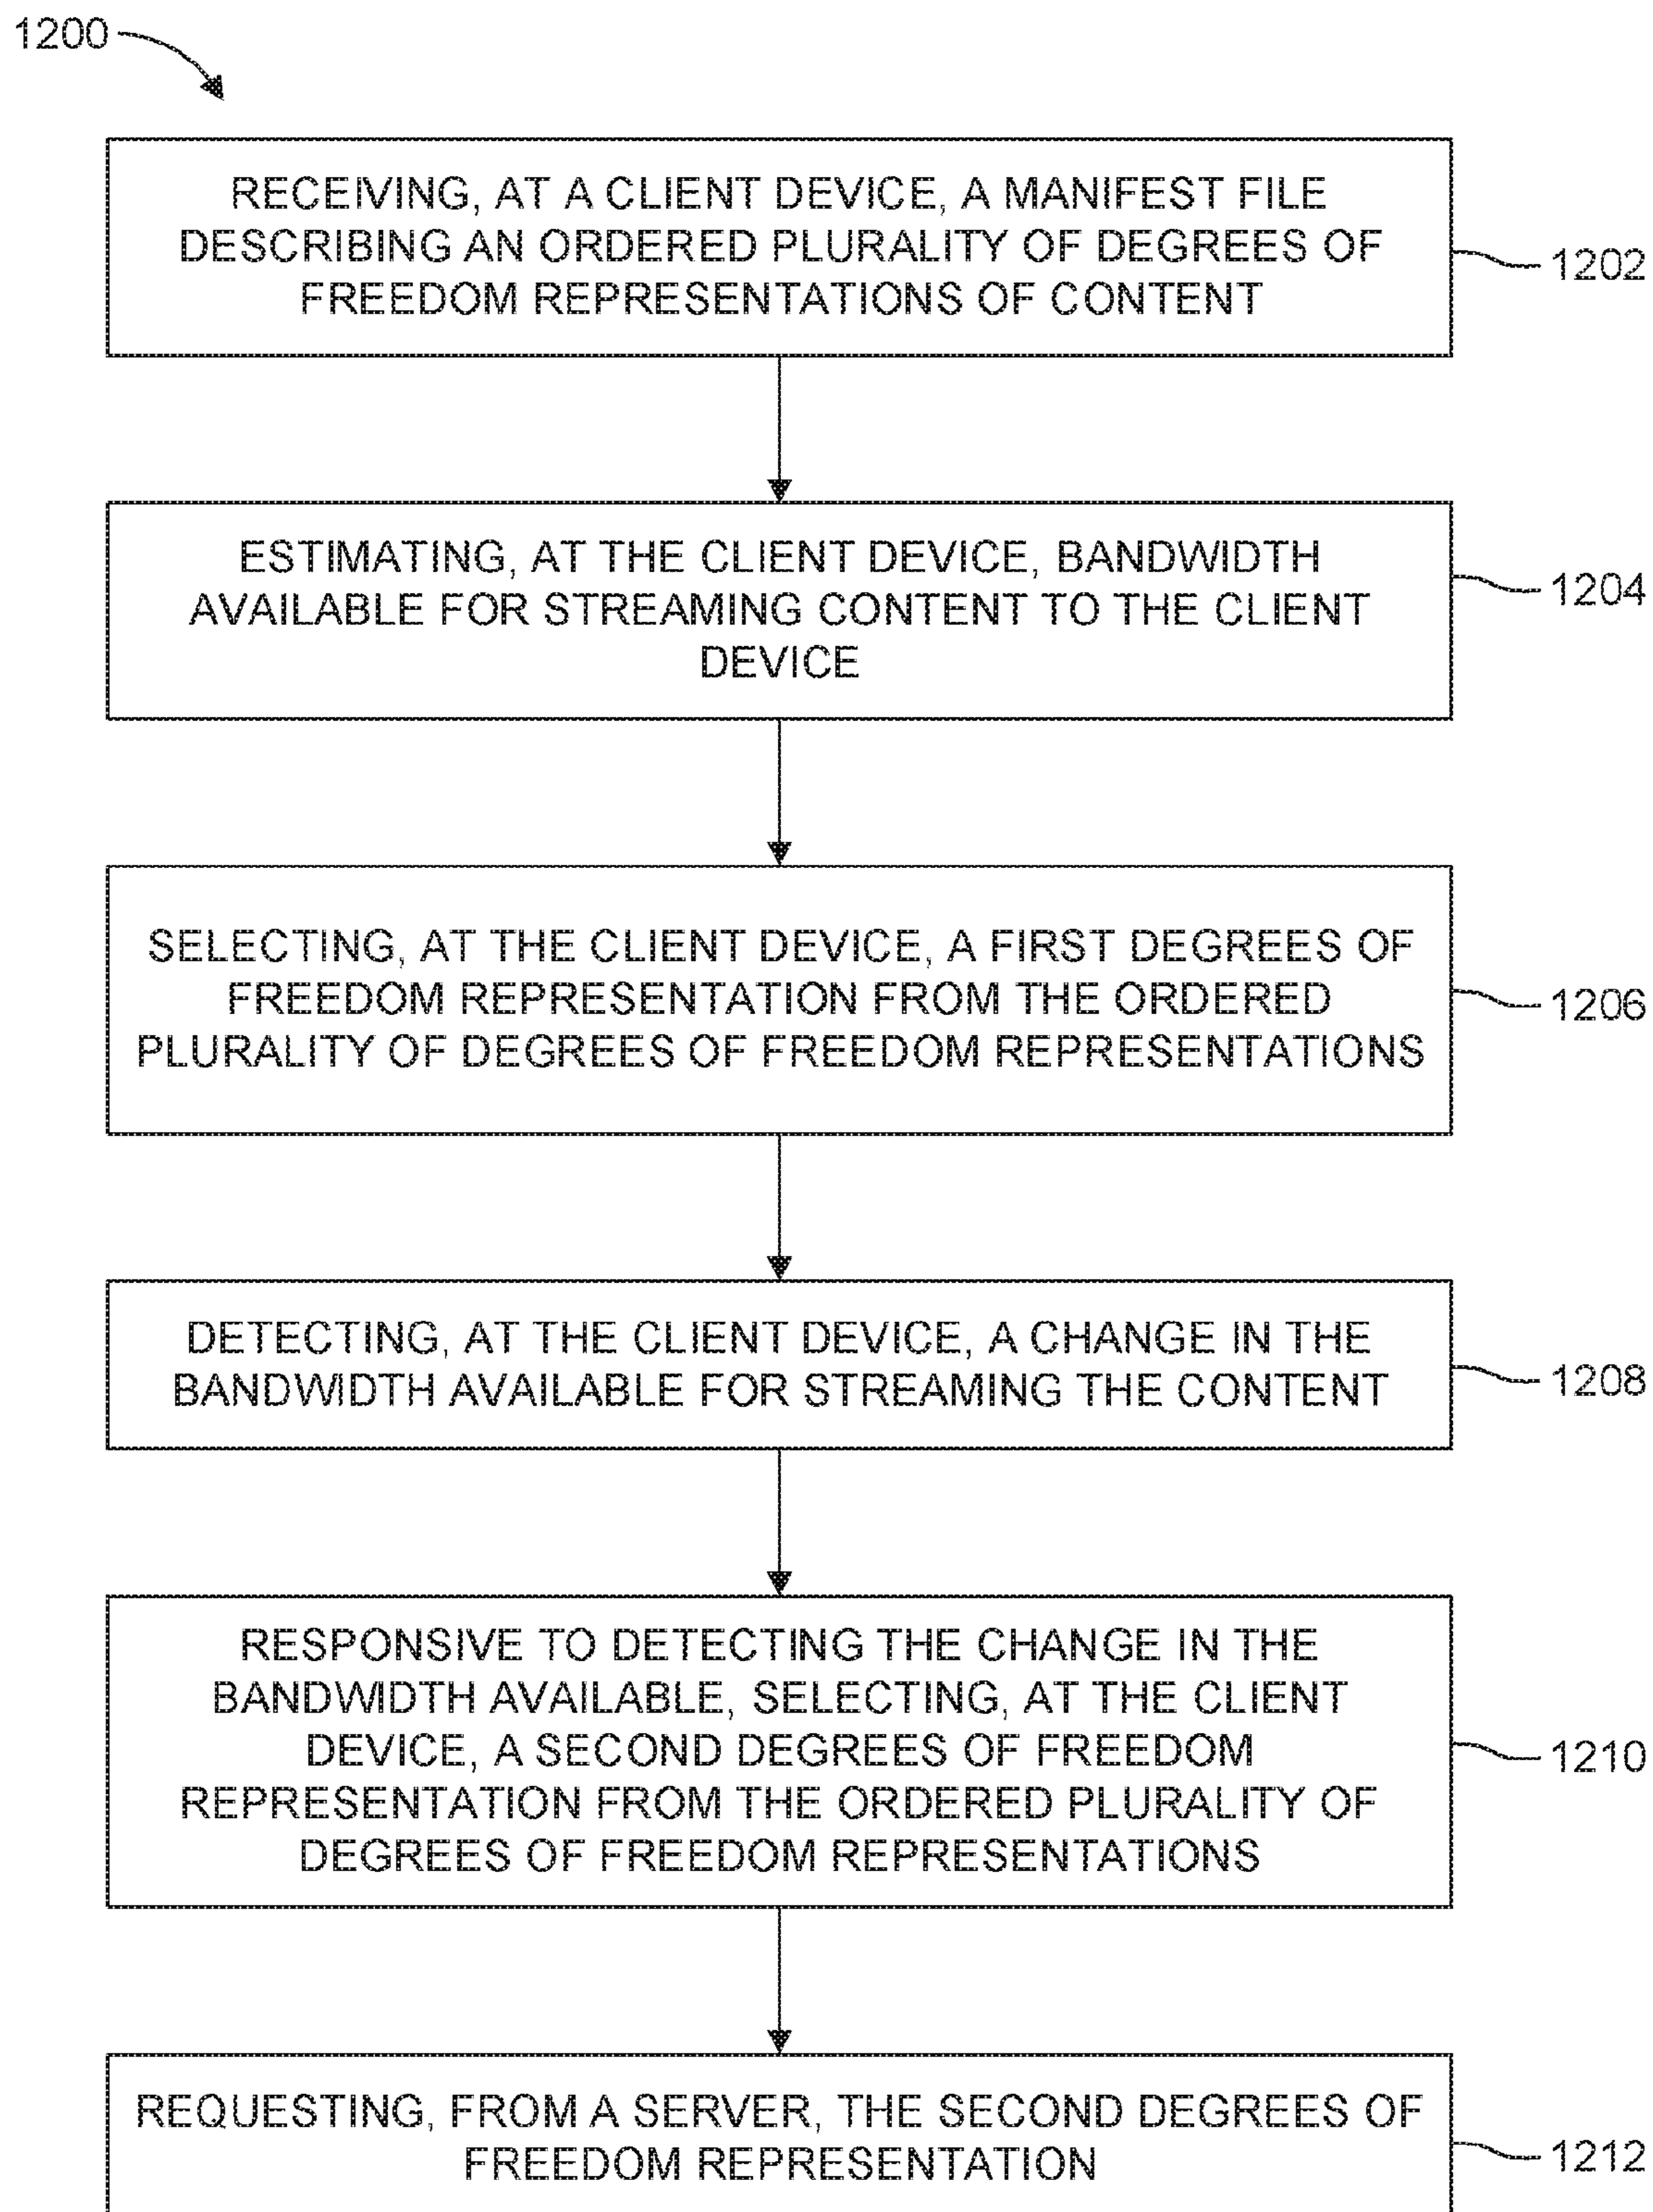 1200
RECEIVING, AT A CLIENT DEVICE, A MANIFEST FILE
DESCRIBING AN ORDERED PLURALITY OF DEGREES OF
FREEDOM REPRESENTATIONS OF CONTENT
1202
ESTIMATING, AT THE CLIENT DEVICE, BANDWIDTH
AVAILABLE FOR STREAMING CONTENT TO THE CLIENT
DEVICE
1204
SELECTING, AT THE CLIENT DEVICE, A FIRST DEGREES OF
FREEDOM REPRESENTATION FROM THE ORDERED
PLURALITY OF DEGREES OF FREEDOM REPRESENTATIONS
1206
DETECTING, AT THE CLIENT DEVICE, A CHANGE IN THE
BANDWIDTH AVAILABLE FOR STREAMING THE CONTENT
1208
RESPONSIVE TO DETECTING THE CHANGE IN THE
BANDWIDTH AVAILABLE, SELECTING, AT THE CLIENT
DEVICE, A SECOND DEGREES OF FREEDOM
REPRESENTATION FROM THE ORDERED PLURALITY OF
DEGREES OF FREEDOM REPRESENTATIONS
1210
REQUESTING, FROM A SERVER, THE SECOND DEGREES OF
FREEDOM REPRESENTATION
1212